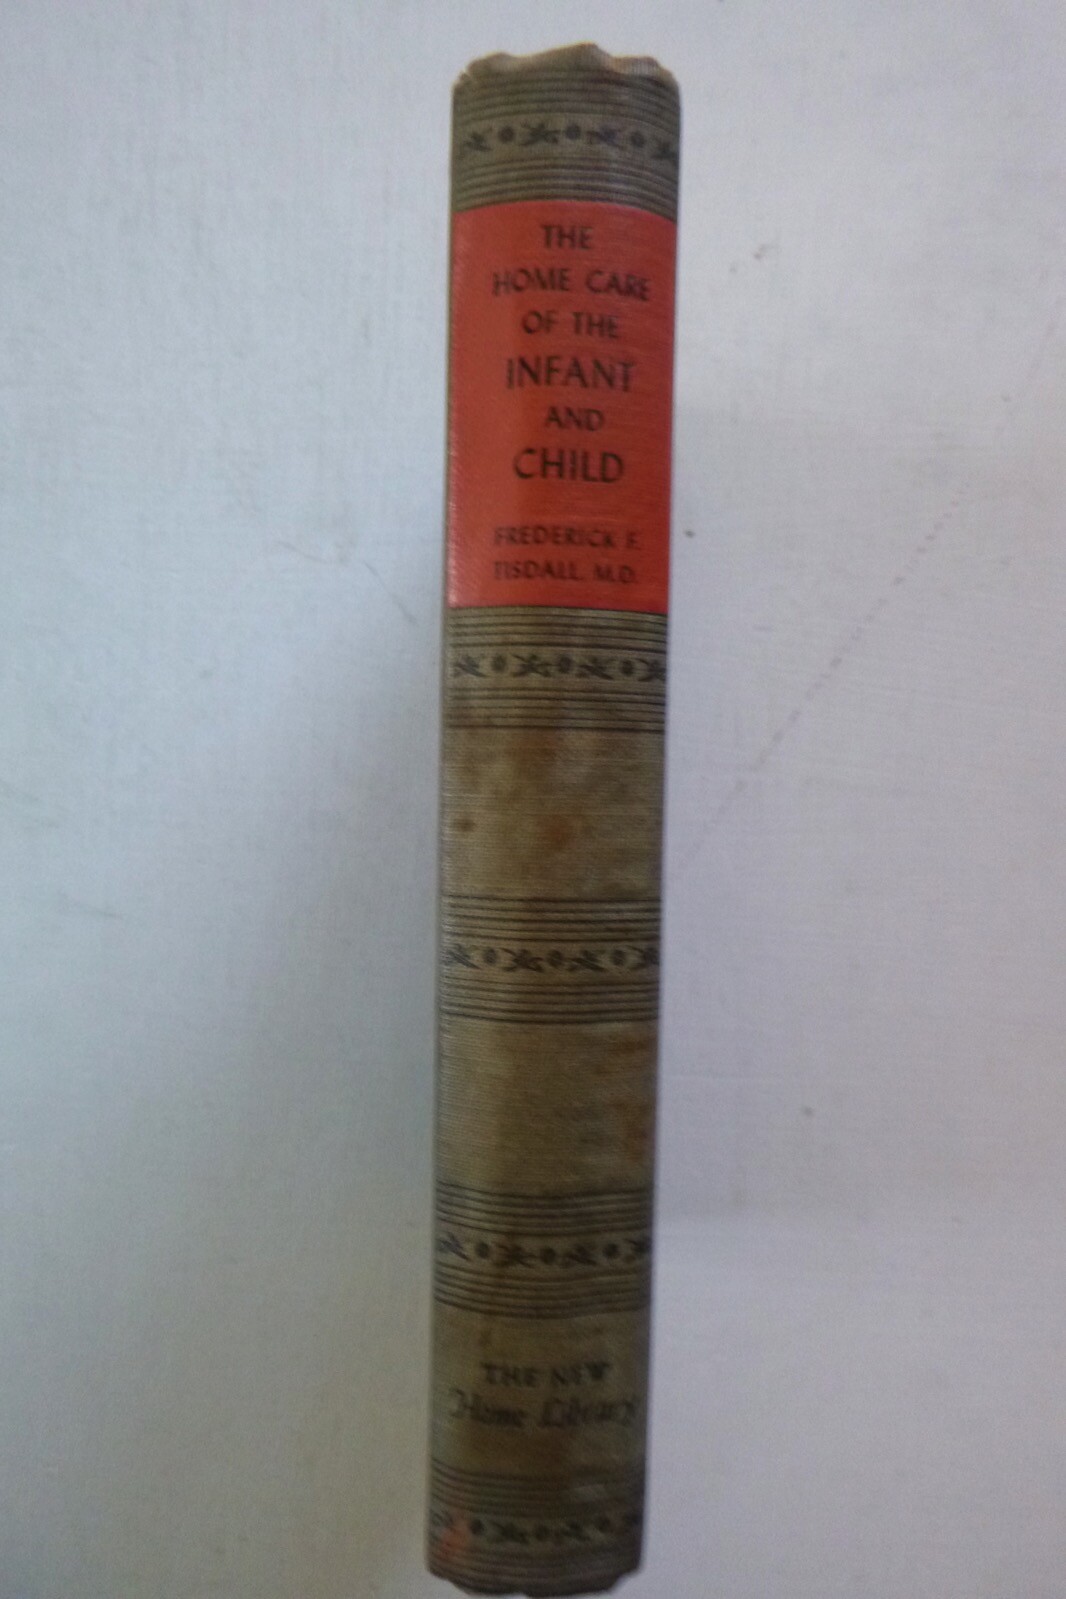 THE
HOME CARE
OF THE
INFANT
AND
CHILD
FREDERICK F.
TISDALL, M.D.
THE NEW
Home Library